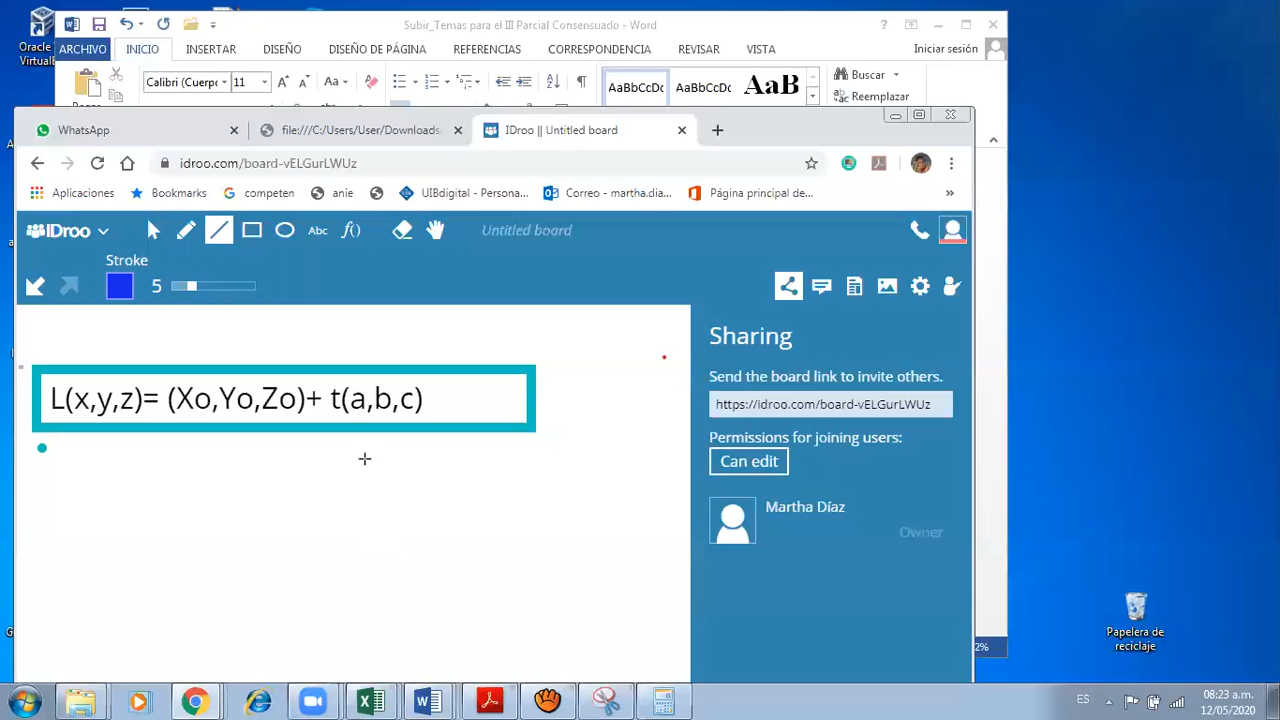 Oracle
VirtualB
Subir_Temas para el III Parcial Consensuado - Word
ARCHIVO INICIO INSERTAR DISEÑO DISEÑO DE PÁGINA REFERENCIAS CORRESPONDENCIA REVISAR VISTA Iniciar sesión
Calibri (Cuerpo 11 Aa AaBbCcDc AaBbCcDc AaB Buscar
Reemplazar
WhatsApp file:///C:/Users/User/Downloads/ IDroo || Untitled board
idroo.com/board-vELGurLWUz
Aplicaciones Bookmarks competen anie UIBdigital - Persona... Correo - martha.dia... Página principal de... »
IDroo Abc f() Untitled board
Stroke
5
Sharing
Send the board link to invite others.
L(x,y,z)= (Xo,Yo,Zo)+ t(a,b,c)
https://idroo.com/board-vELGurLWUz
Permissions for joining users:
Can edit
Martha Díaz
Owner
Papelera de
reciclaje
2%
ES 08:23 a.m.
12/05/2020